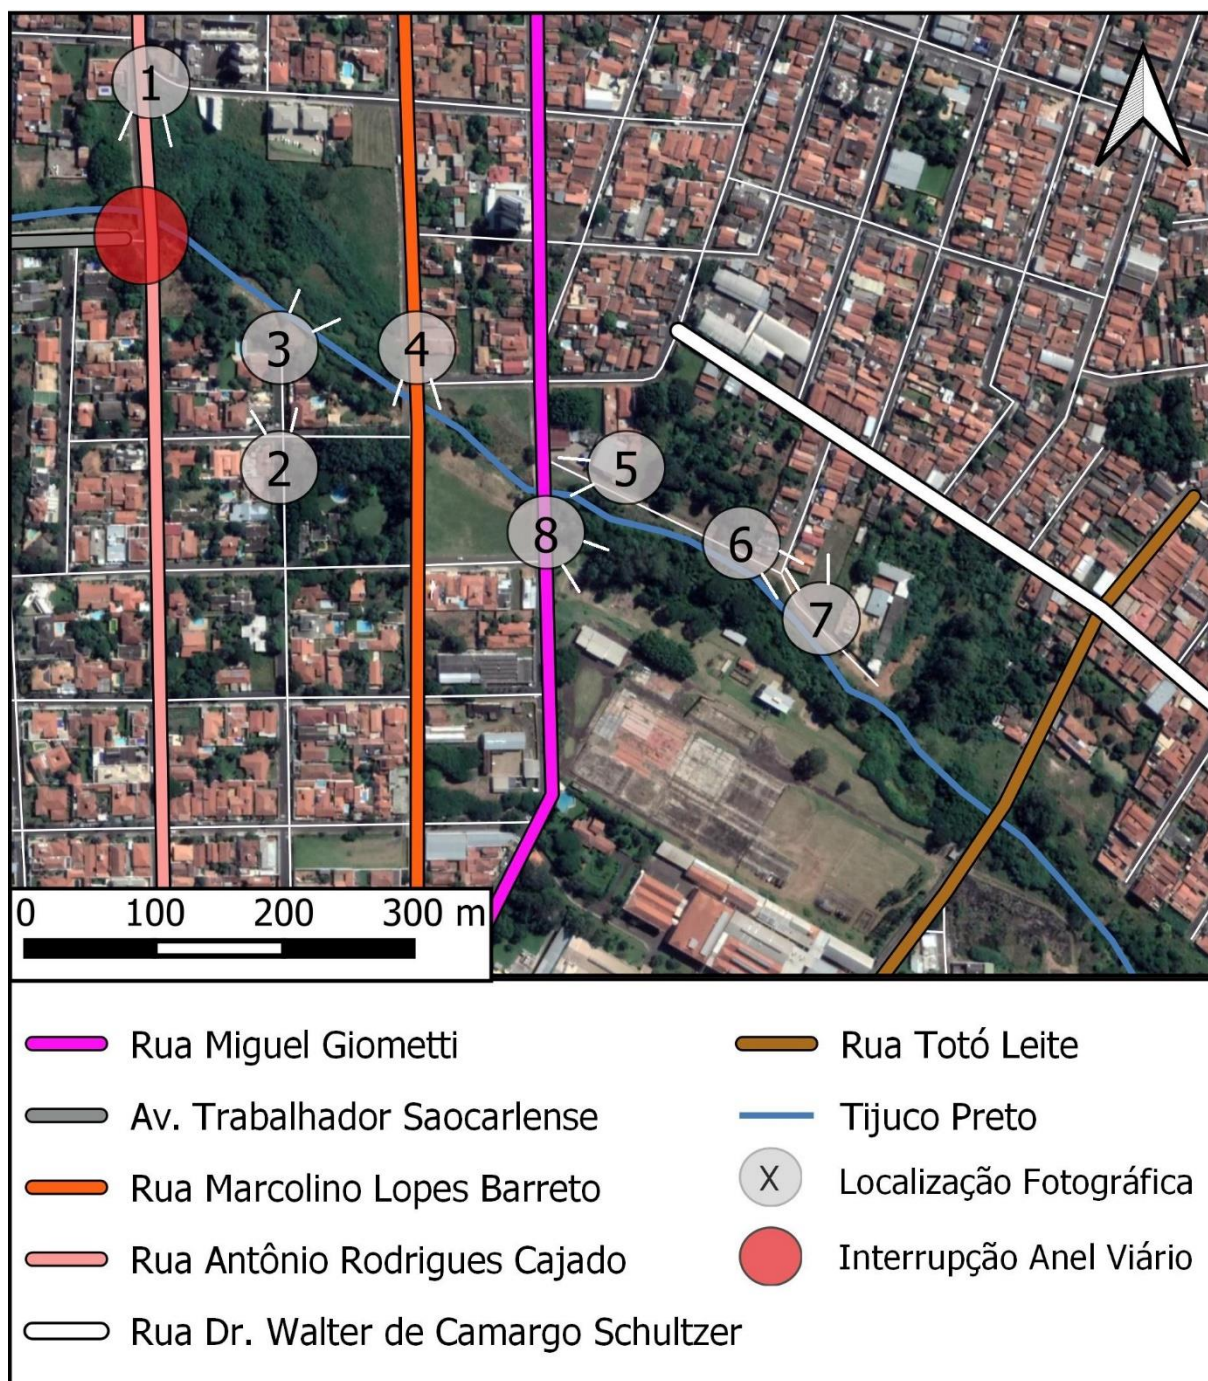 1
3
4
2
5
8
6
7
0 100 200 300 m
Rua Miguel Giometti
Av. Trabalhador Saocarlense
Rua Marcolino Lopes Barreto
Rua Antônio Rodrigues Cajado
Rua Dr. Walter de Camargo Schultzer
Rua Totó Leite
Tijuco Preto
X Localização Fotográfica
Interrupção Anel Viário